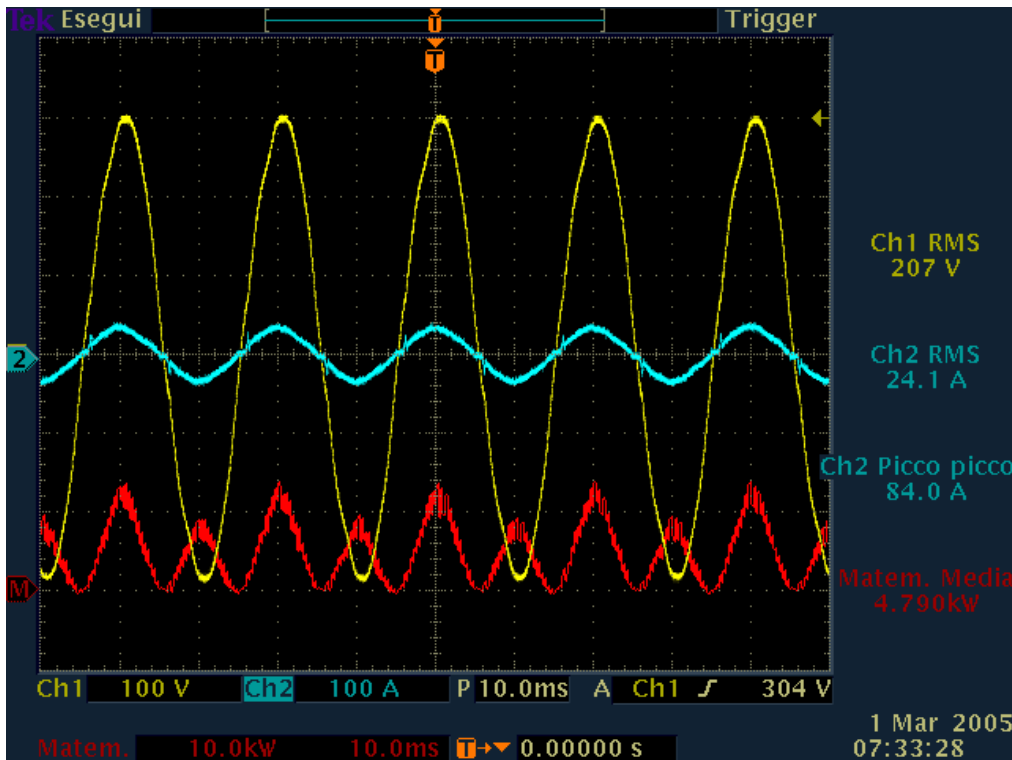 Tek Esegui Trigger
T
T
Ch1 RMS
207 V
2
Ch2 RMS
24.1 A
Ch2 Picco picco
84.0 A
M
Matem. Media
4.790kW
Ch1 100 V Ch2 100 A P 10.0ms A Ch1 304 V
1 Mar 2005
Matem. 10.0kW 10.0ms T 0.00000 s 07:33:28